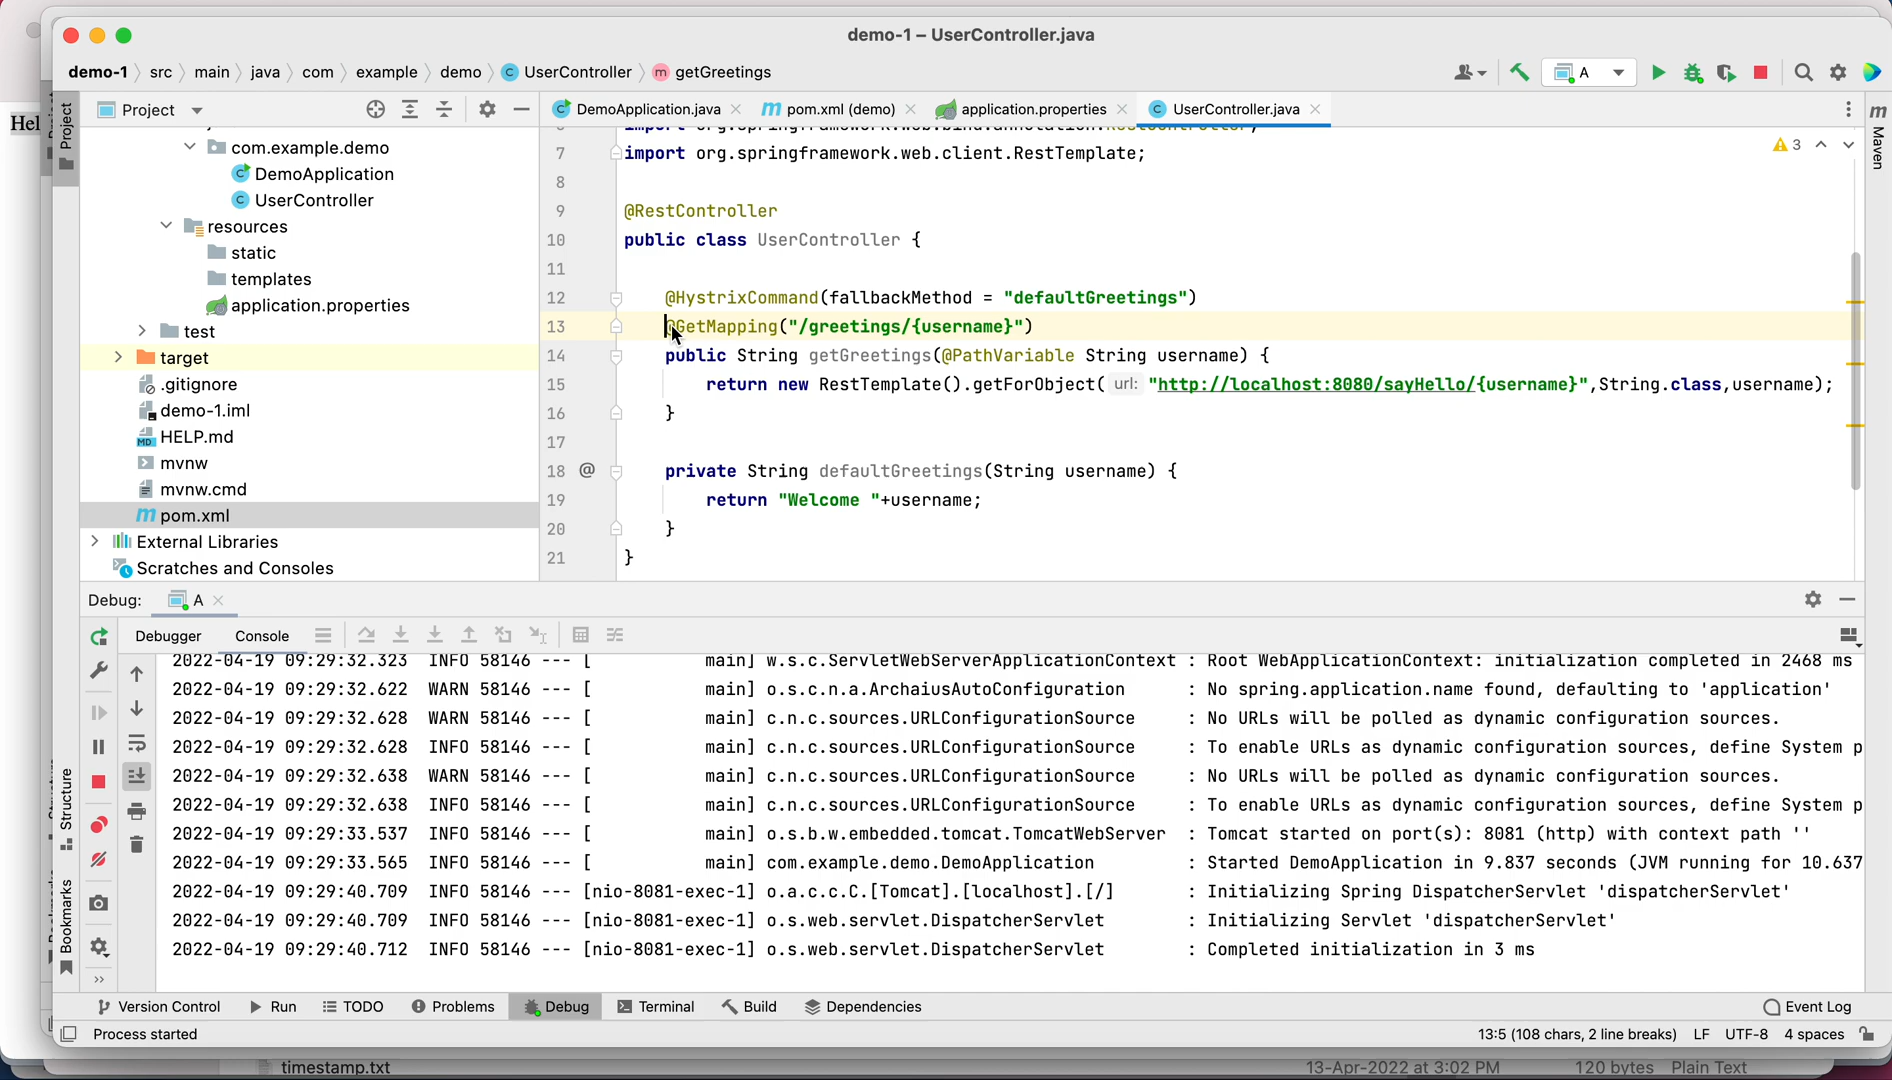 demo-1 – UserController.java
demo-1 src main java com example demo UserController getGreetings
A
Hel
Project
Project
DemoApplication.java
pom.xml (demo)
application.properties
UserController.java
Maven
com.example.demo
DemoApplication
UserController
resources
static
templates
application.properties
test
target
.gitignore
demo-1.iml
HELP.md
mvnw
mvnw.cmd
pom.xml
External Libraries
Scratches and Consoles
3
7 import org.springframework.web.client.RestTemplate;
8
9 @RestController
10 public class UserController {
11
12 @HystrixCommand(fallbackMethod = "defaultGreetings")
13 @GetMapping("/greetings/{username}")
14 public String getGreetings(@PathVariable String username) {
15 return new RestTemplate().getForObject( url: "http://localhost:8080/sayHello/{username}",String.class,username);
16 }
17
18 @ private String defaultGreetings(String username) {
19 return "Welcome "+username;
20 }
21 }
Debug: A
Debugger Console
Structure
Bookmarks
2022-04-19 09:29:32.323 INFO 58146 --- [ main] w.s.c.ServletWebServerApplicationContext : Root WebApplicationContext: initialization completed in 2468 ms
2022-04-19 09:29:32.622 WARN 58146 --- [ main] o.s.c.n.a.ArchaiusAutoConfiguration : No spring.application.name found, defaulting to 'application'
2022-04-19 09:29:32.628 WARN 58146 --- [ main] c.n.c.sources.URLConfigurationSource : No URLs will be polled as dynamic configuration sources.
2022-04-19 09:29:32.628 INFO 58146 --- [ main] c.n.c.sources.URLConfigurationSource : To enable URLs as dynamic configuration sources, define System p
2022-04-19 09:29:32.638 WARN 58146 --- [ main] c.n.c.sources.URLConfigurationSource : No URLs will be polled as dynamic configuration sources.
2022-04-19 09:29:32.638 INFO 58146 --- [ main] c.n.c.sources.URLConfigurationSource : To enable URLs as dynamic configuration sources, define System p
2022-04-19 09:29:33.537 INFO 58146 --- [ main] o.s.b.w.embedded.tomcat.TomcatWebServer : Tomcat started on port(s): 8081 (http) with context path ''
2022-04-19 09:29:33.565 INFO 58146 --- [ main] com.example.demo.DemoApplication : Started DemoApplication in 9.837 seconds (JVM running for 10.637
2022-04-19 09:29:40.709 INFO 58146 --- [nio-8081-exec-1] o.a.c.c.C.[Tomcat].[localhost].[/] : Initializing Spring DispatcherServlet 'dispatcherServlet'
2022-04-19 09:29:40.709 INFO 58146 --- [nio-8081-exec-1] o.s.web.servlet.DispatcherServlet : Initializing Servlet 'dispatcherServlet'
2022-04-19 09:29:40.712 INFO 58146 --- [nio-8081-exec-1] o.s.web.servlet.DispatcherServlet : Completed initialization in 3 ms
Version Control Run TODO Problems Debug Terminal Build Dependencies Event Log
Process started 13:5 (108 chars, 2 line breaks) LF UTF-8 4 spaces
timestamp.txt 13-Apr-2022 at 3:02 PM 120 bytes Plain Text